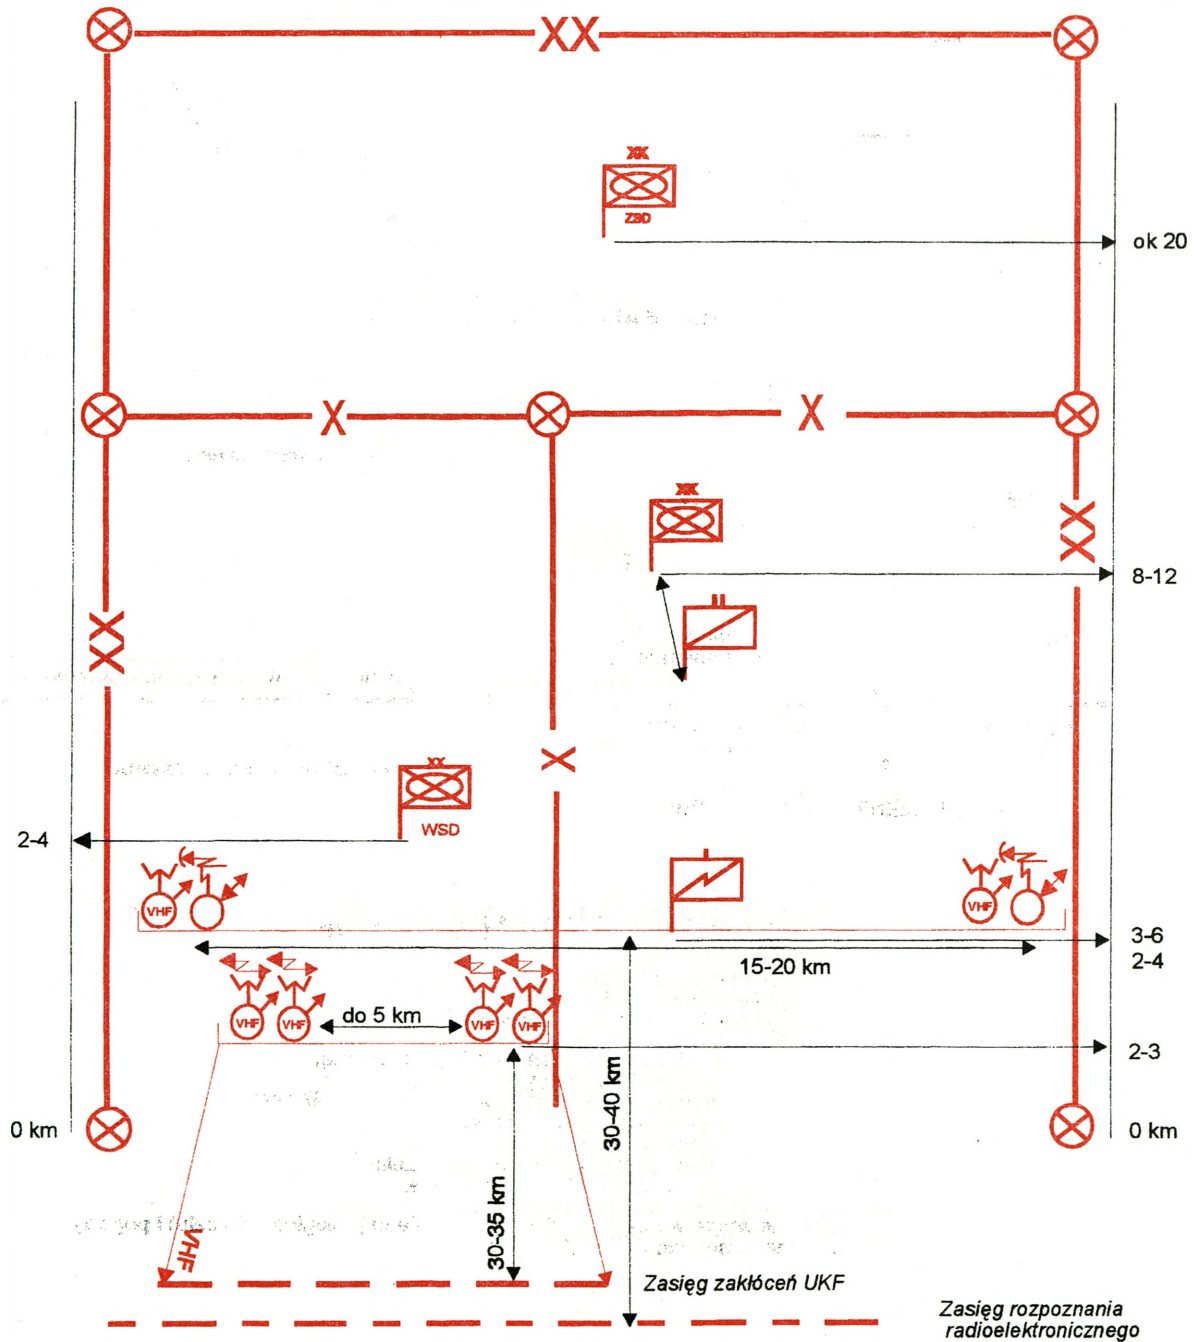 XX
XX
ZSD
ok 20
X
X
XX
XX
8-12
XX
X
XX
WSD
2-4
VHF
VHF
3-6
2-4
15-20 km
VHF
VHF
do 5 km
VHF
VHF
2-3
30-40 km
0 km
0 km
30-35 km
VHF
Zasięg zakłóceń UKF
Zasięg rozpoznania
radioelektronicznego